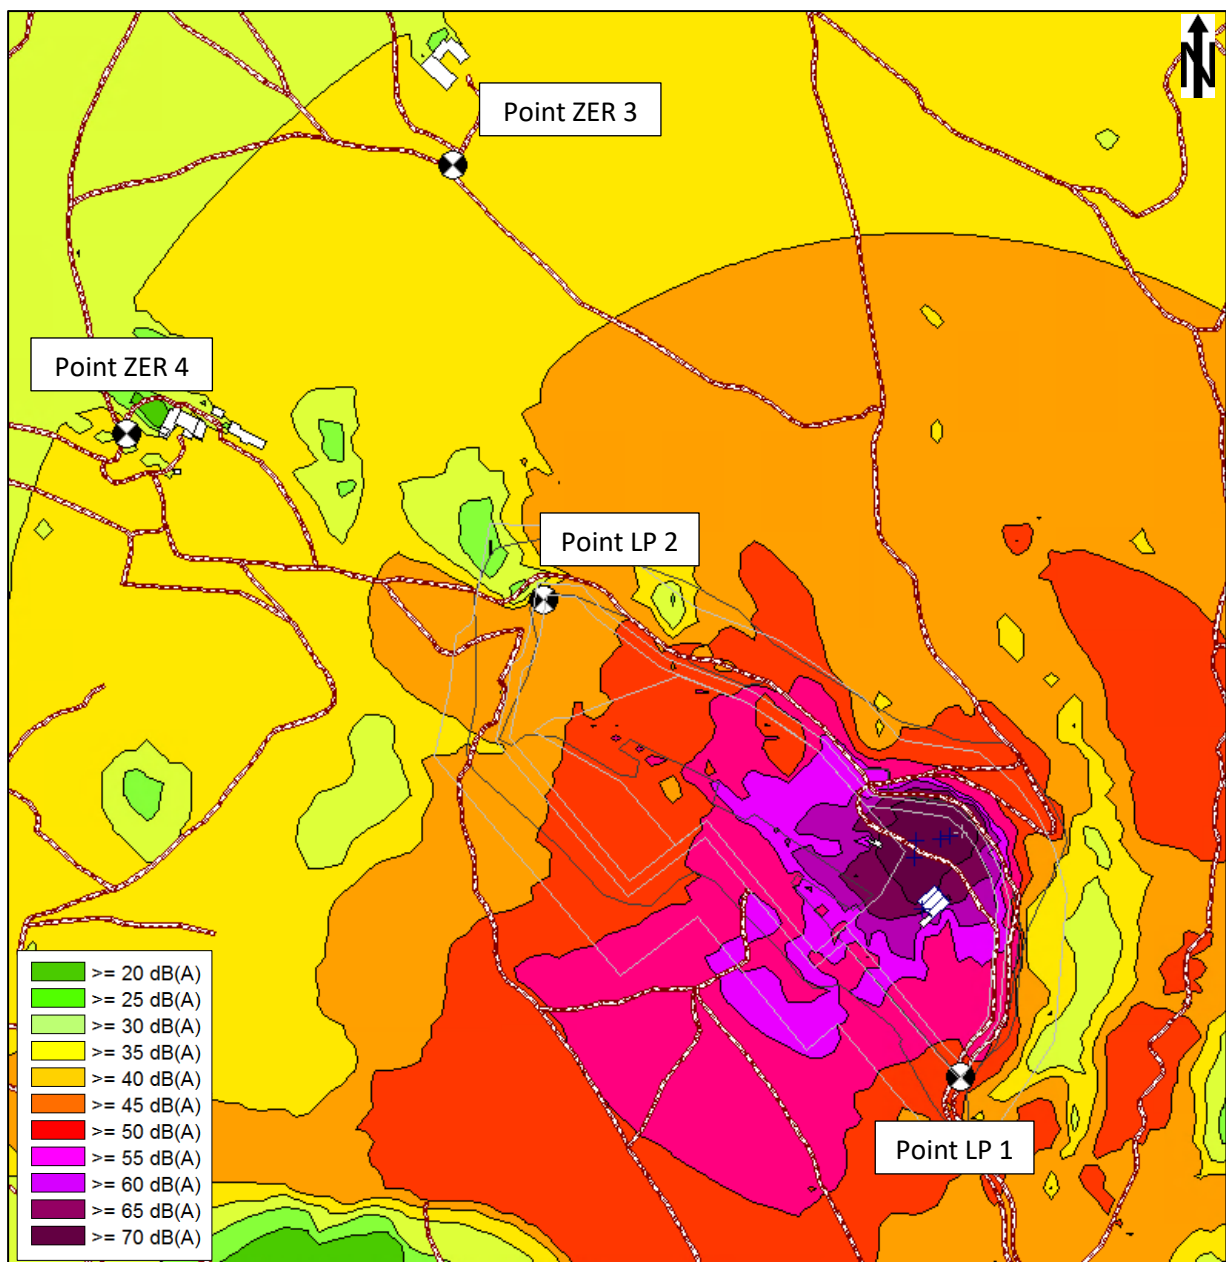 N
Point ZER 3
Point ZER 4
Point LP 2
Point LP 1
>= 20 dB(A)
>= 25 dB(A)
>= 30 dB(A)
>= 35 dB(A)
>= 40 dB(A)
>= 45 dB(A)
>= 50 dB(A)
>= 55 dB(A)
>= 60 dB(A)
>= 65 dB(A)
>= 70 dB(A)